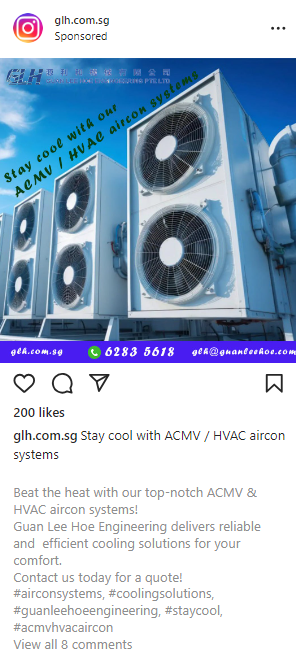 glh.com.sg
Sponsored
GLH
Stay cool with our
ACMV / HVAC aircon systems
glh.com.sg
6283 5618
glh@guanleehoe.com
200 likes
glh.com.sg Stay cool with ACMV / HVAC aircon
systems
Beat the heat with our top-notch ACMV &
HVAC aircon systems!
Guan Lee Hoe Engineering delivers reliable
and efficient cooling solutions for your
comfort.
Contact us today for a quote!
#airconsystems, #coolingsolutions,
#guanleehoeengineering, #staycool,
#acmvhvacaircon
View all 8 comments